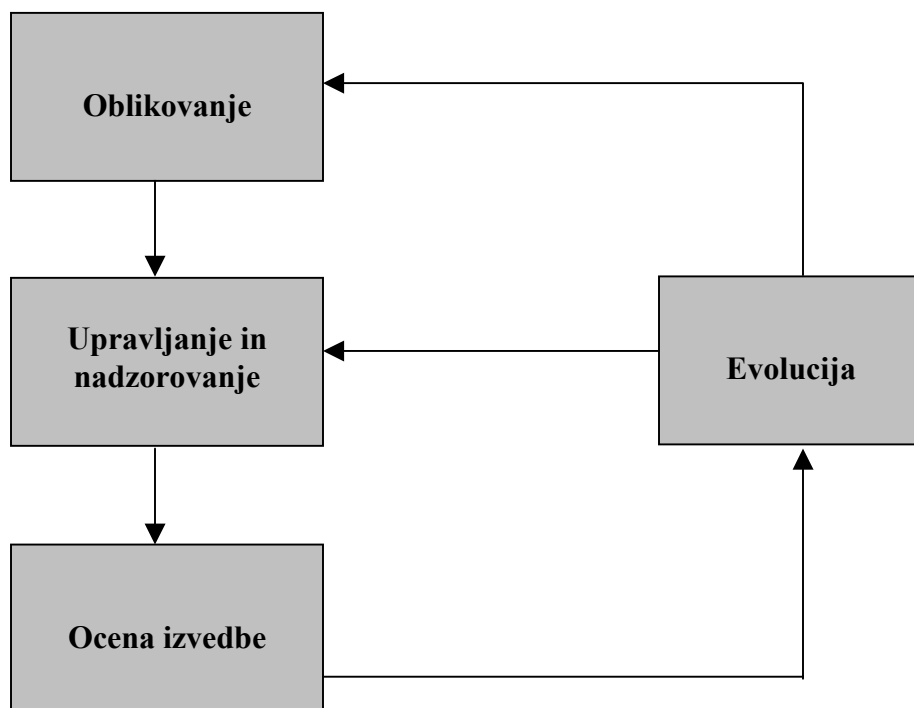 Oblikovanje
Upravljanje in
nadzorovanje
Evolucija
Ocena izvedbe